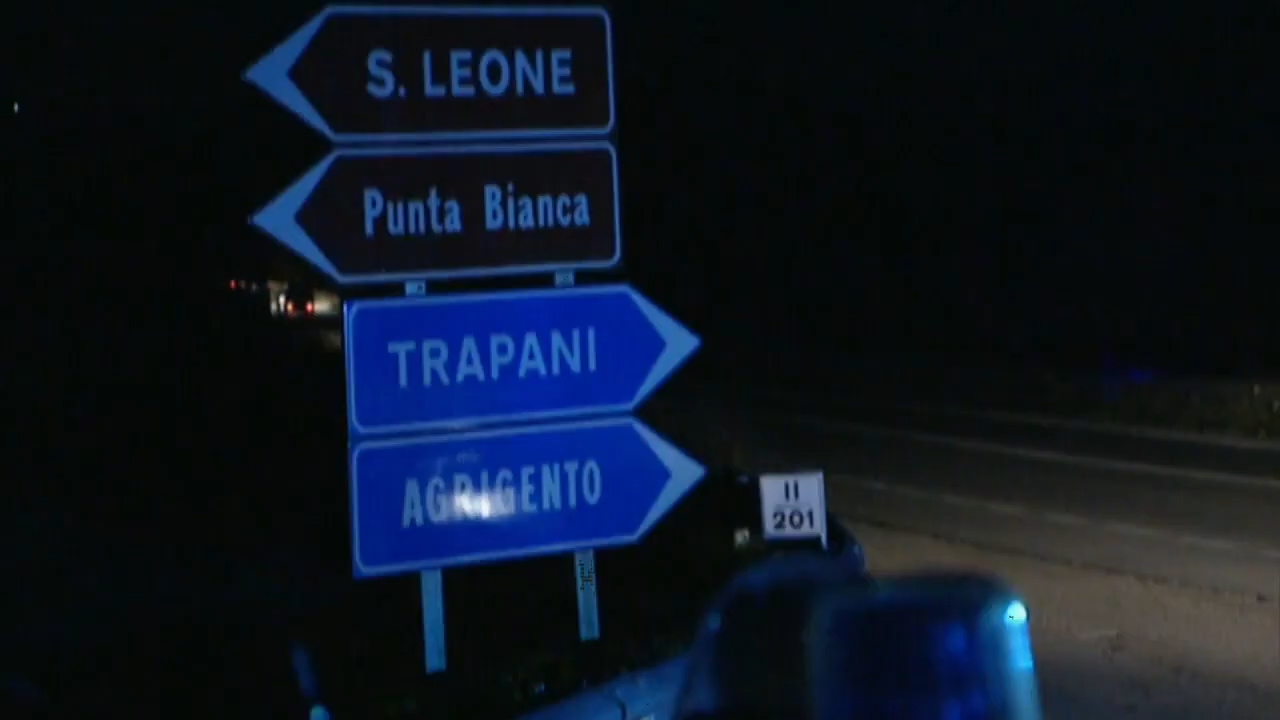 S. LEONE
Punta Bianca
TRAPANI
AGRIGENTO
II
201